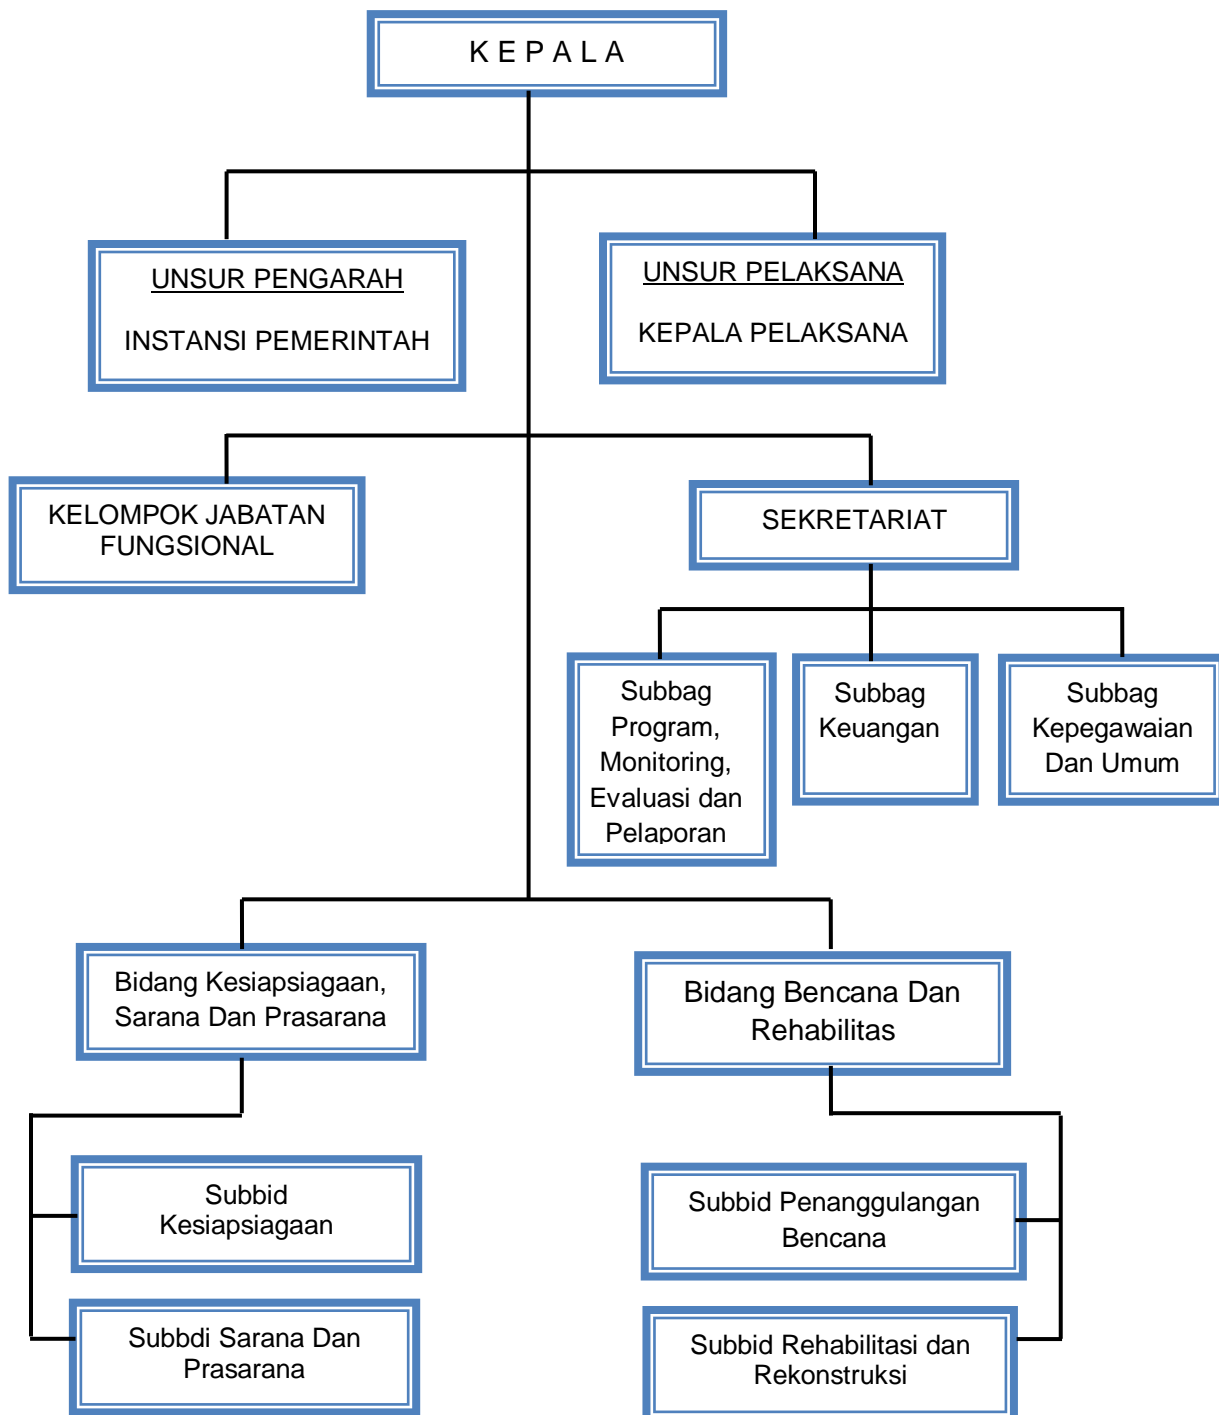 K E P A L A
UNSUR PENGARAH
INSTANSI PEMERINTAH
UNSUR PELAKSANA
KEPALA PELAKSANA
KELOMPOK JABATAN
FUNGSIONAL
SEKRETARIAT
Subbag
Program,
Monitoring,
Evaluasi dan
Pelaporan
Subbag
Keuangan
Subbag
Kepegawaian
Dan Umum
Bidang Kesiapsiagaan,
Sarana Dan Prasarana
Bidang Bencana Dan
Rehabilitas
Subbid
Kesiapsiagaan
Subbid Penanggulangan
Bencana
Subbdi Sarana Dan
Prasarana
Subbid Rehabilitasi dan
Rekonstruksi